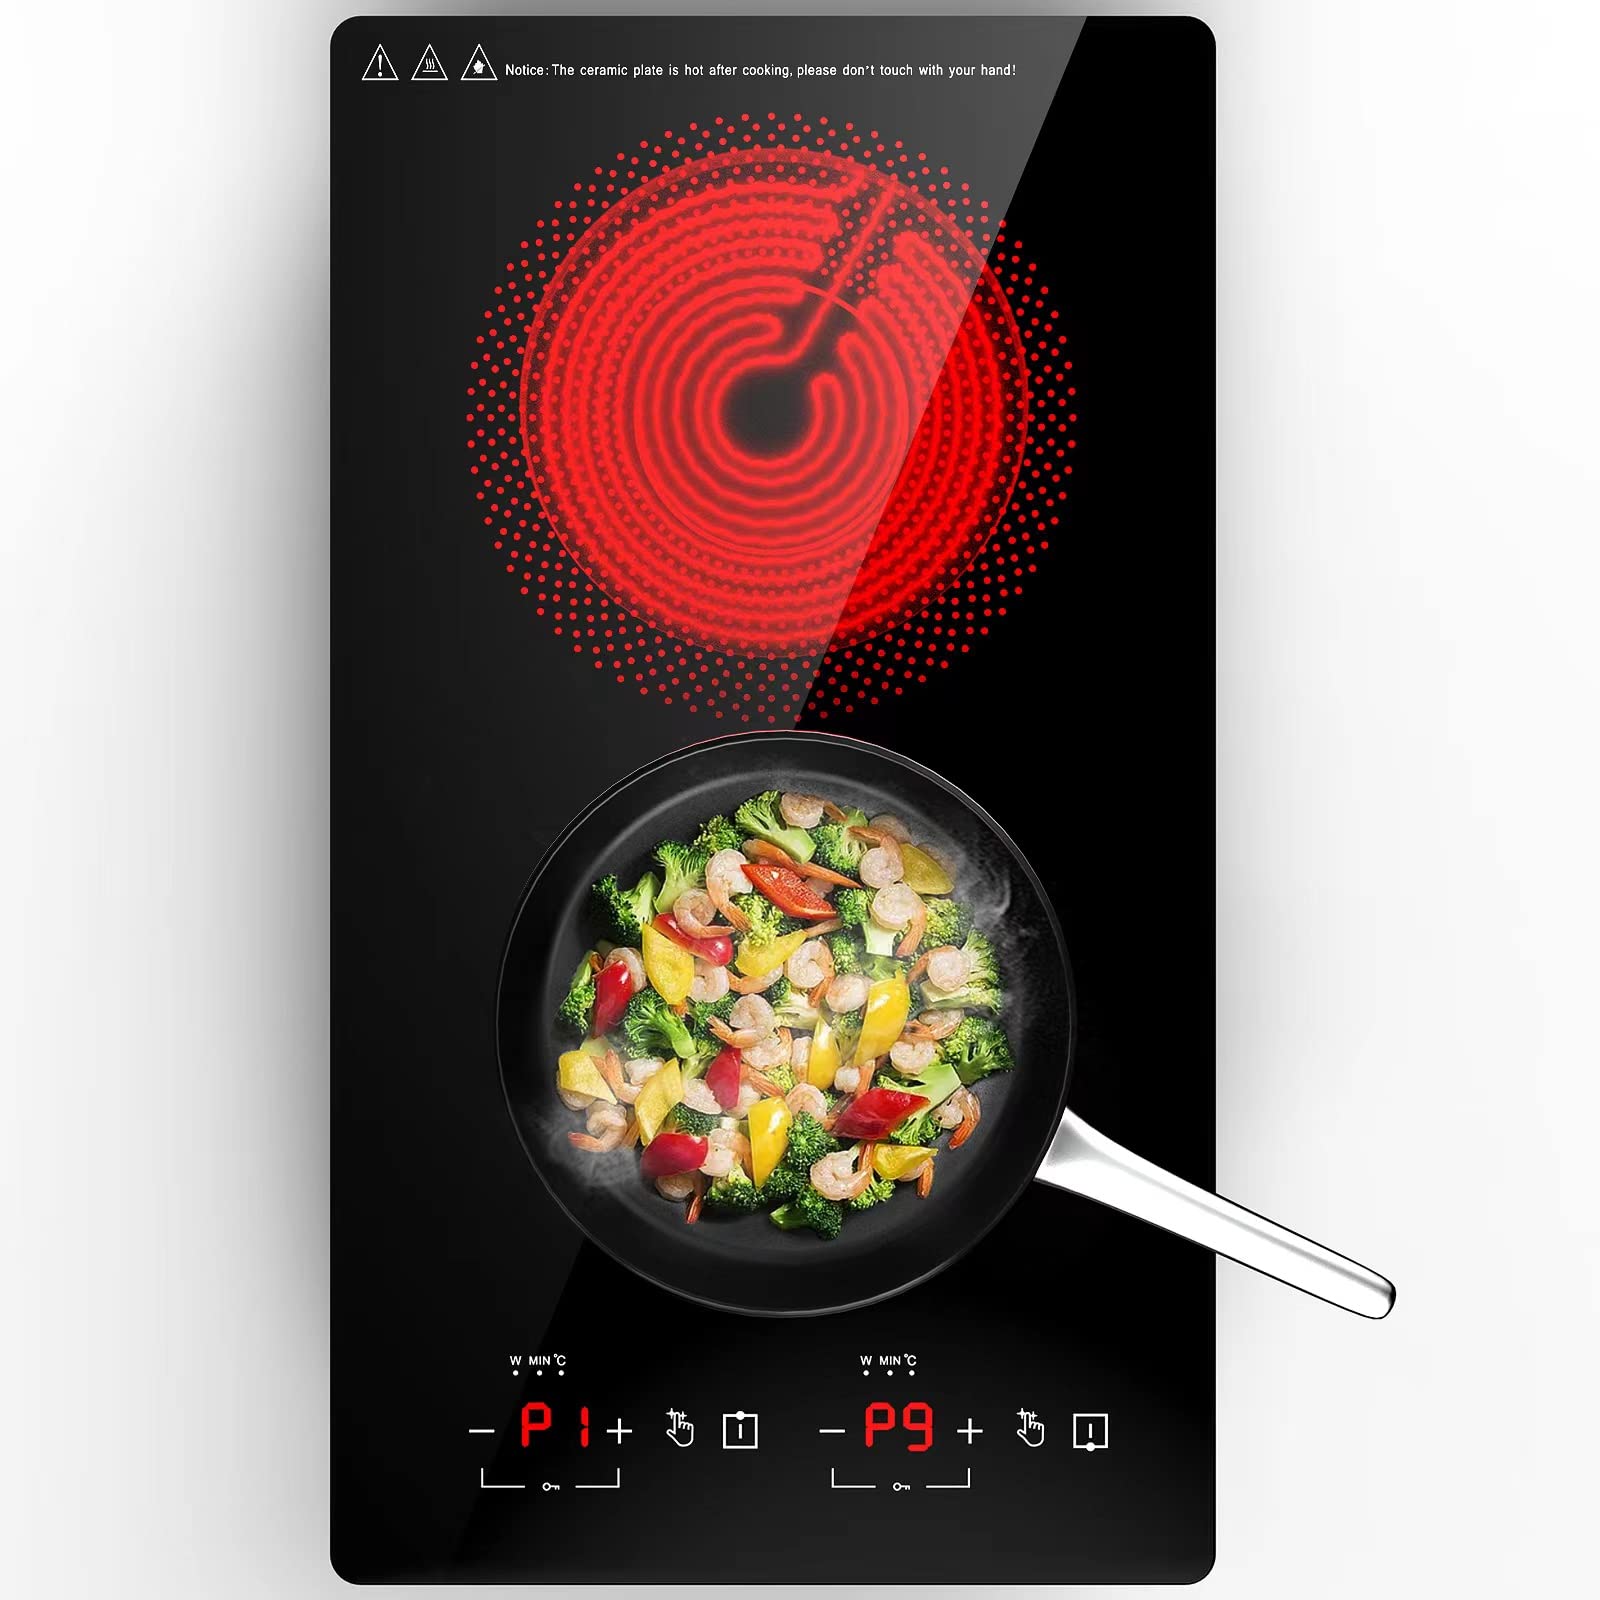 Notice: The ceramic plate is hot after cooking, please don't touch with your hand!
W MIN °C
W MIN °C
− P1 +
− P9 +